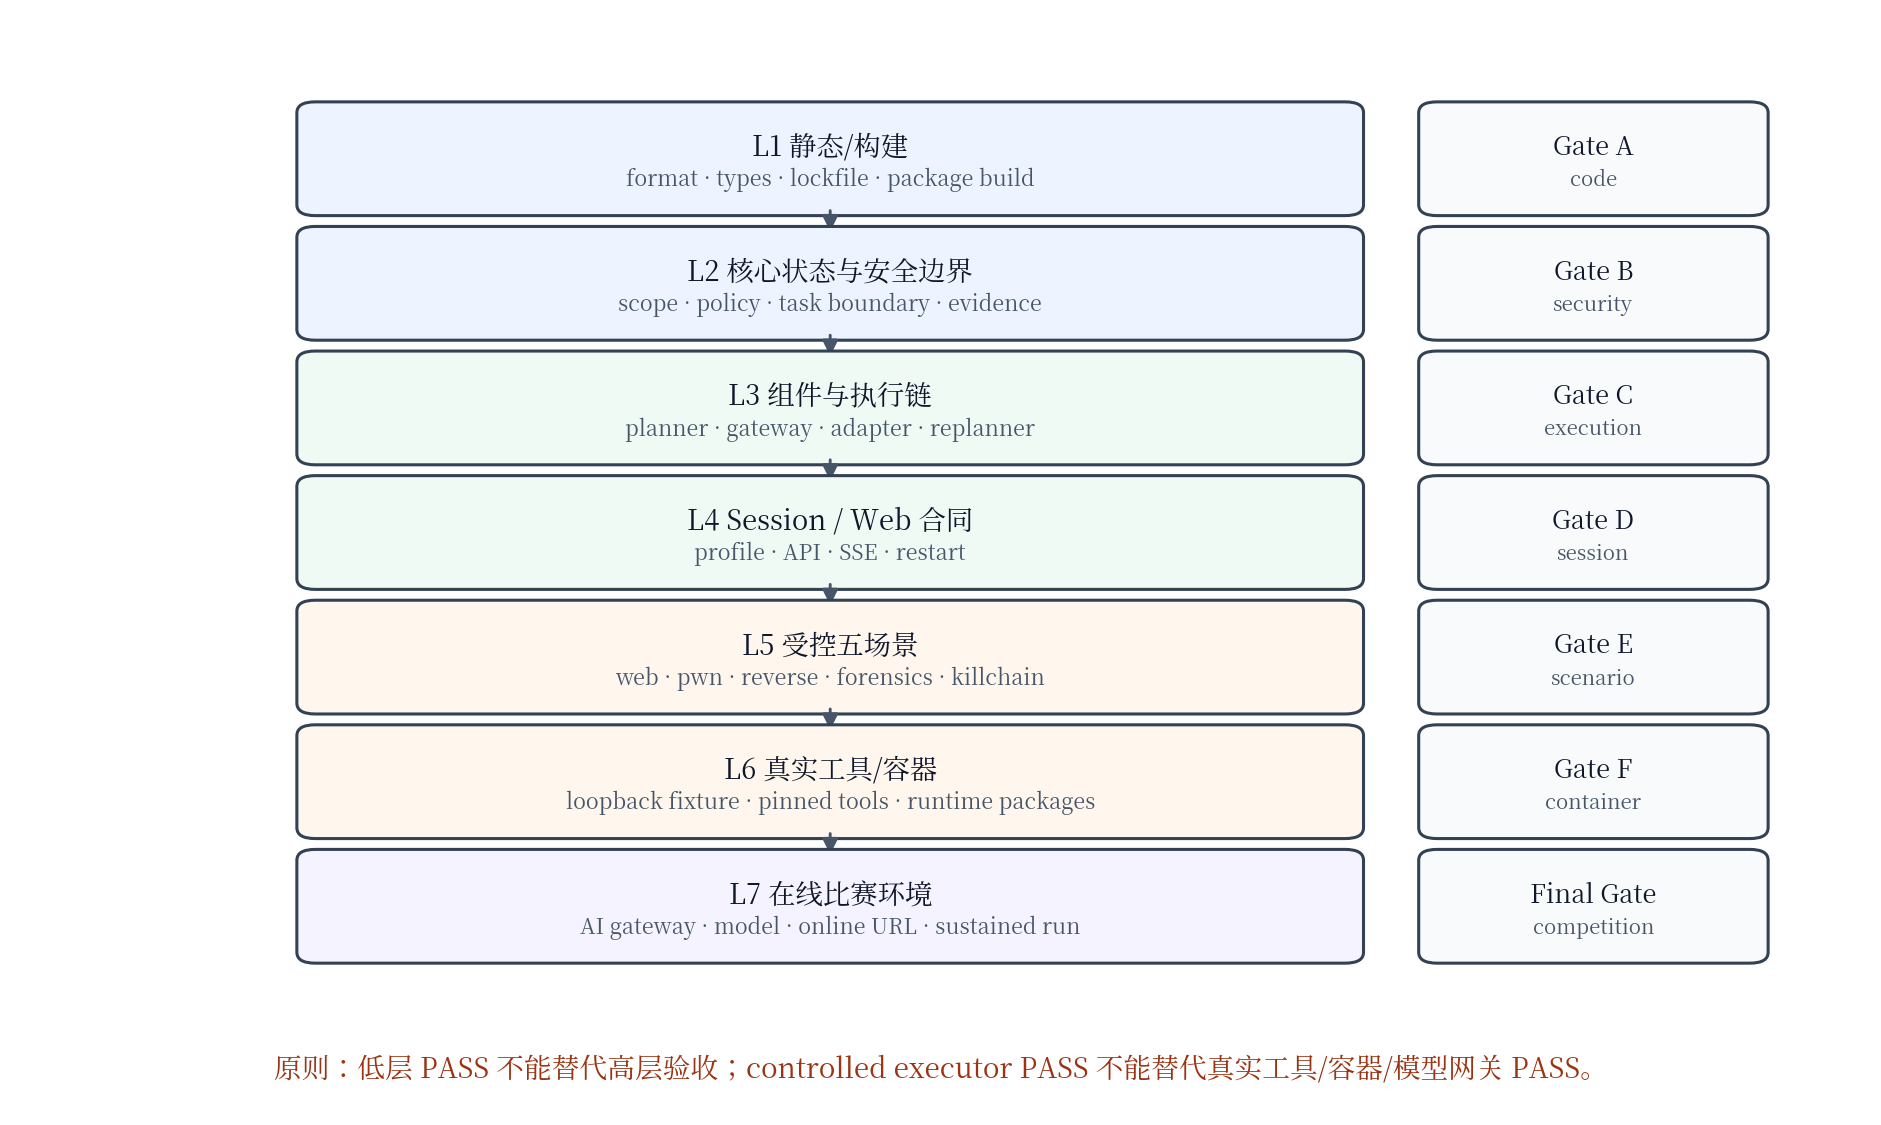 L1 静态/构建
format · types · lockfile · package build
Gate A
code
L2 核心状态与安全边界
scope · policy · task boundary · evidence
Gate B
security
L3 组件与执行链
planner · gateway · adapter · replanner
Gate C
execution
L4 Session / Web 合同
profile · API · SSE · restart
Gate D
session
L5 受控五场景
web · pwn · reverse · forensics · killchain
Gate E
scenario
L6 真实工具/容器
loopback fixture · pinned tools · runtime packages
Gate F
container
L7 在线比赛环境
AI gateway · model · online URL · sustained run
Final Gate
competition
原则：低层 PASS 不能替代高层验收；controlled executor PASS 不能替代真实工具/容器/模型网关 PASS。